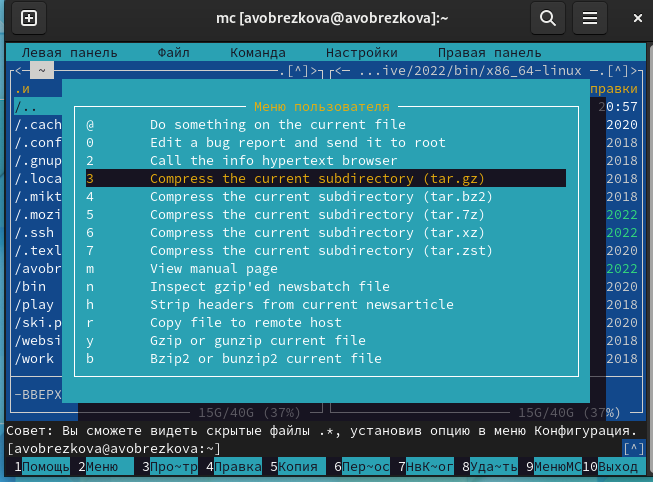 mc [avobrezkova@avobrezkova]:~
Левая панель Файл Команда Настройки Правая панель
<— ~ .[^]> <— ...ive/2022/bin/x86_64-linux —.[^]>
.и правки
Меню пользователя
/.. 20:57
/.cach @ Do something on the current file 2020
/.conf 0 Edit a bug report and send it to root 2018
/.gnup 2 Call the info hypertext browser 2018
/.loca 3 Compress the current subdirectory (tar.gz) 2018
/.mikt 4 Compress the current subdirectory (tar.bz2) 2018
/.mozi 5 Compress the current subdirectory (tar.7z) 2022
/.ssh 6 Compress the current subdirectory (tar.xz) 2022
/.texl 7 Compress the current subdirectory (tar.zst) 2020
/avobr m View manual page 2022
/bin n Inspect gzip'ed newsbatch file 2020
/play h Strip headers from current newsarticle 2018
/ski.p r Copy file to remote host 2020
/websi y Gzip or gunzip current file 2018
/work b Bzip2 or bunzip2 current file 2018
-ВВЕРХ
15G/40G (37%) 15G/40G (37%)
Совет: Вы сможете видеть скрытые файлы .*, установив опцию в меню Конфигурация.
[avobrezkova@avobrezkova:~] [^]
1Помощь 2Меню 3Про~тр 4Правка 5Копия 6Пер~ос 7НвК~ог 8Уда~ть 9МенюMC 10Выход